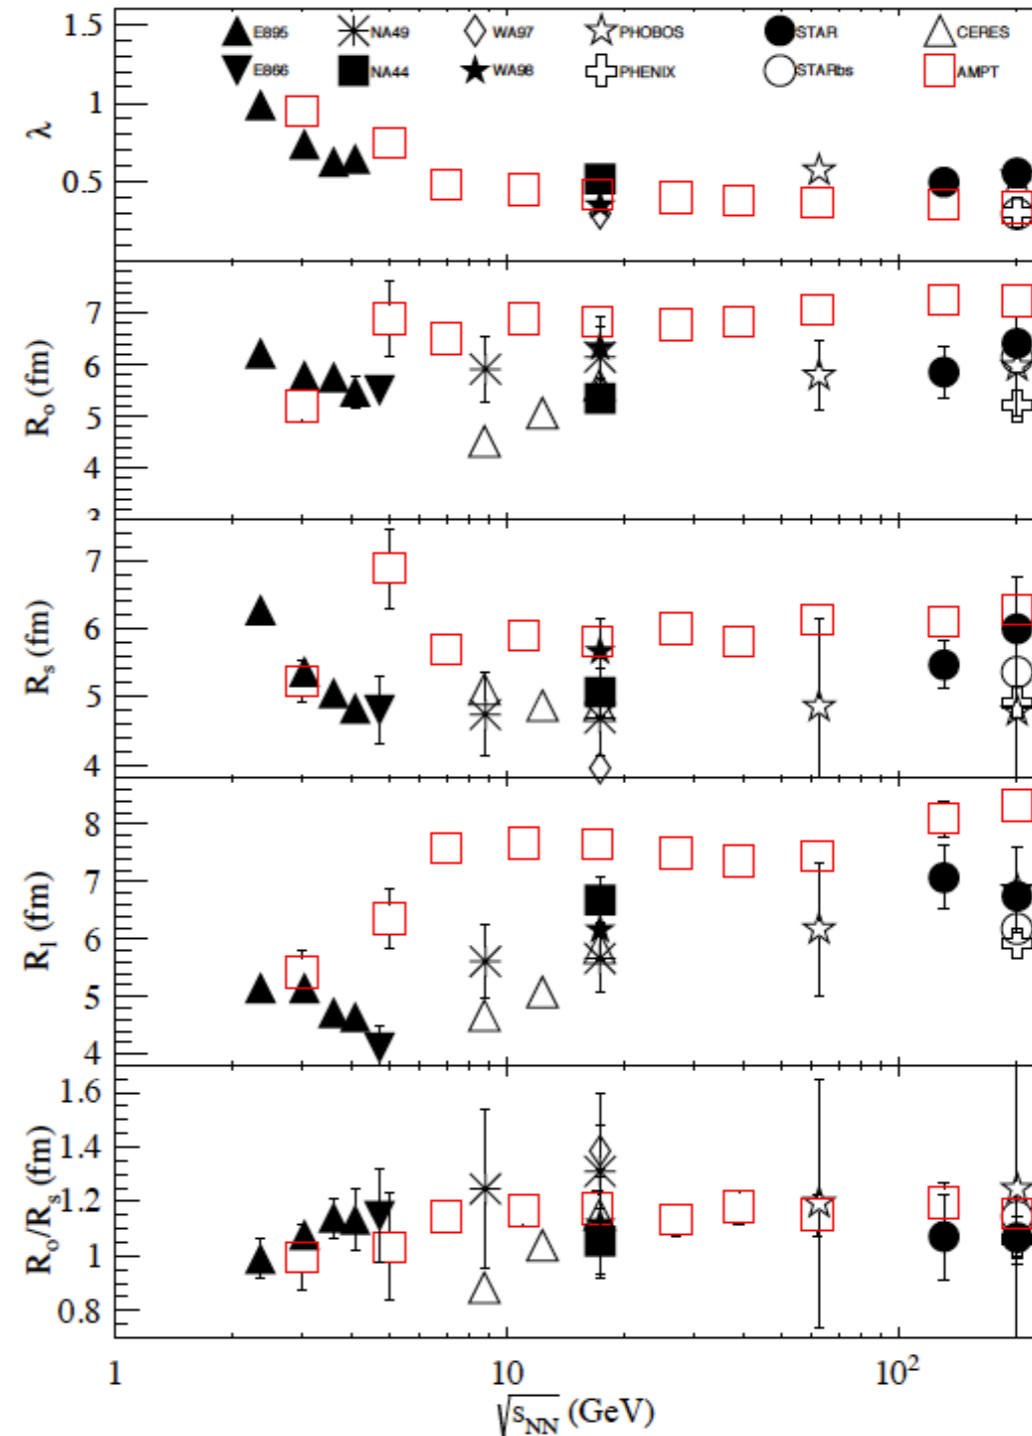 E895 NA49 WA97 PHOBOS STAR CERES
E866 NA44 WA98 PHENIX STARbs AMPT
1.5
1
0.5
λ
7
6
5
4
3
R_o (fm)
7
6
5
4
R_s (fm)
8
7
6
5
4
R_l (fm)
1.6
1.4
1.2
1
0.8
R_o/R_s (fm)
1 10 10²
√s_NN (GeV)